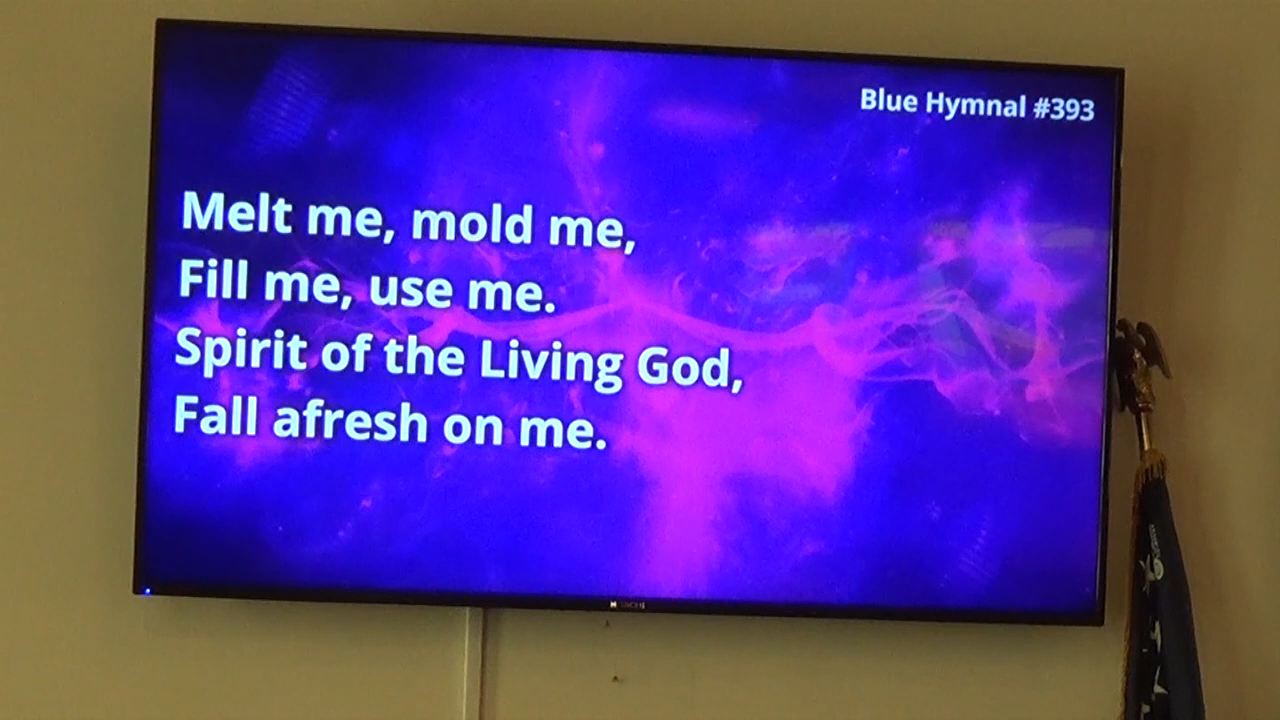 Blue Hymnal #393
Melt me, mold me,
Fill me, use me.
Spirit of the Living God,
Fall afresh on me.